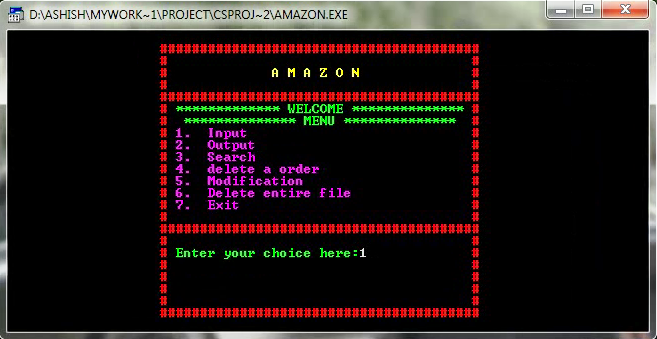 D:\ASHISH\MYWORK~1\PROJECT\CSPROJ~2\AMAZON.EXE
A M A Z O N
************* WELCOME **************
************** MENU **************
1. Input
2. Output
3. Search
4. delete a order
5. Modification
6. Delete entire file
7. Exit
Enter your choice here:1